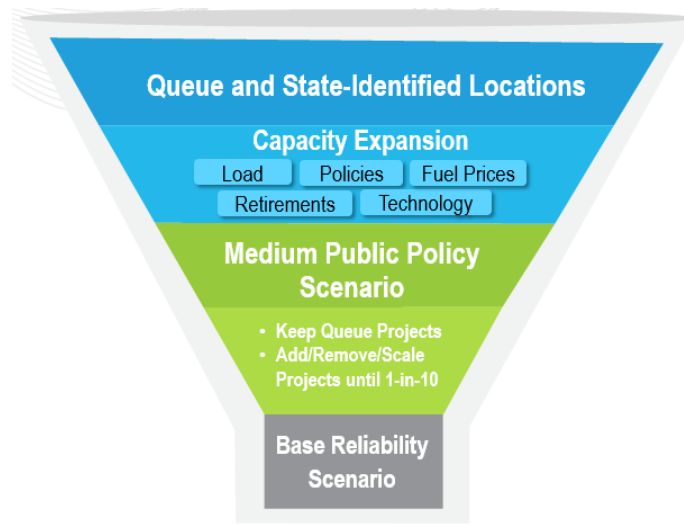 Queue and State-Identified Locations
Capacity Expansion
Load Policies Fuel Prices
Retirements Technology
Medium Public Policy
Scenario
• Keep Queue Projects
• Add/Remove/Scale
Projects until 1-in-10
Base Reliability
Scenario